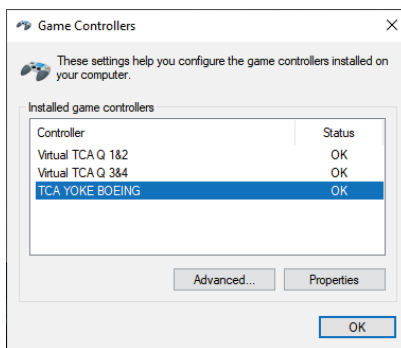 Game Controllers
These settings help you configure the game controllers installed on
your computer.
Installed game controllers
Controller Status
Virtual TCA Q 1&2 OK
Virtual TCA Q 3&4 OK
TCA YOKE BOEING OK
Advanced... Properties
OK